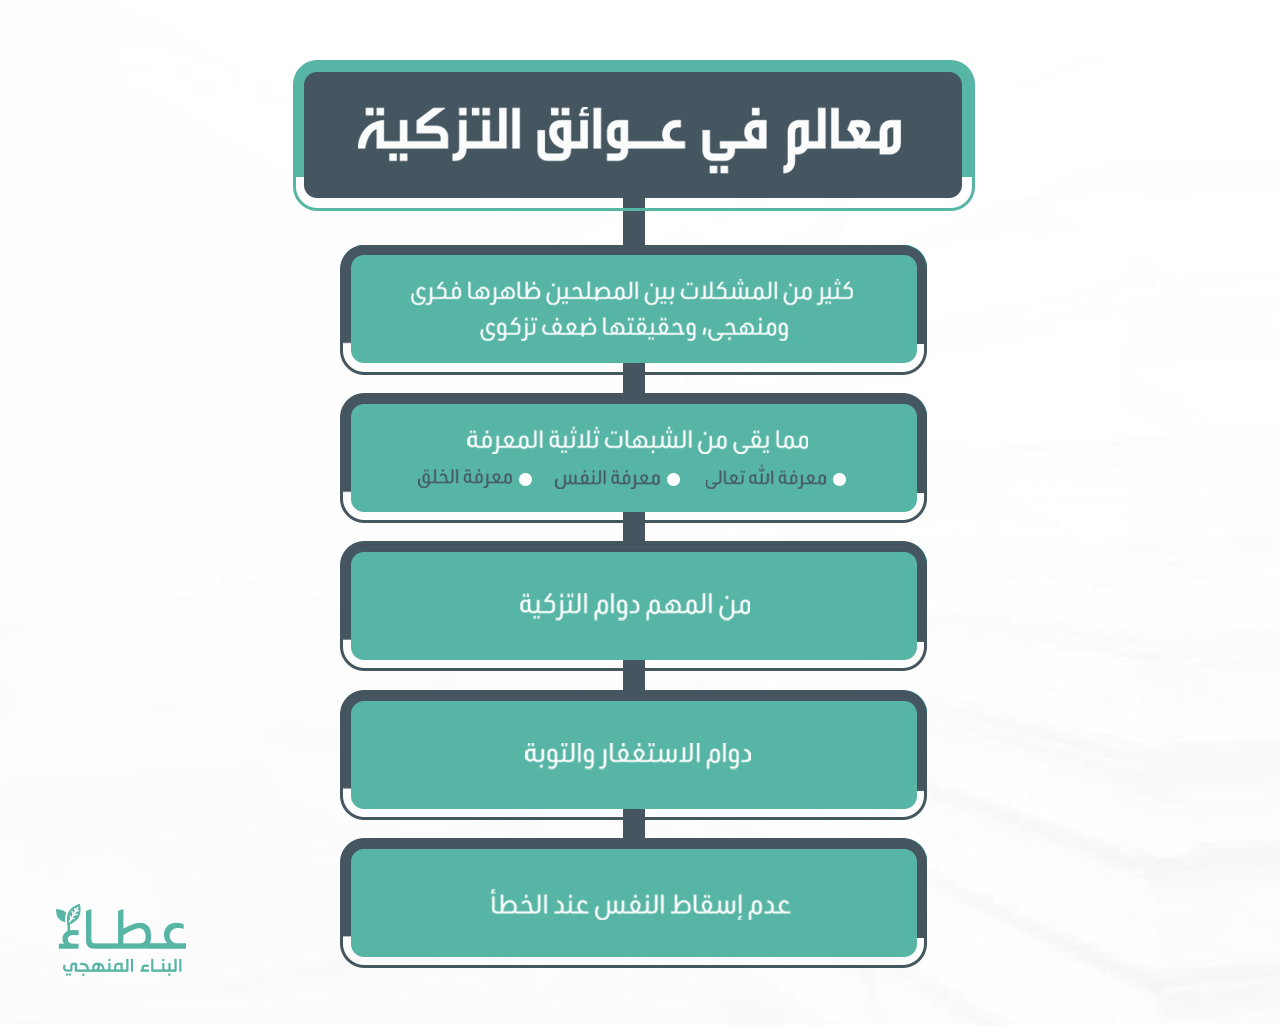 معالم في عـوائق التزكية
كثير من المشكلات بين المصلحين ظاهرها فكرى
ومنهجى، وحقيقتها ضعف تزكوى
مما يقى من الشبهات ثلاثية المعرفة
معرفة الله تعالى
معرفة النفس
معرفة الخلق
من المهم دوام التزكية
دوام الاستغفار والتوبة
عدم إسقاط النفس عند الخطأ
عطاء
البناء المنهجي